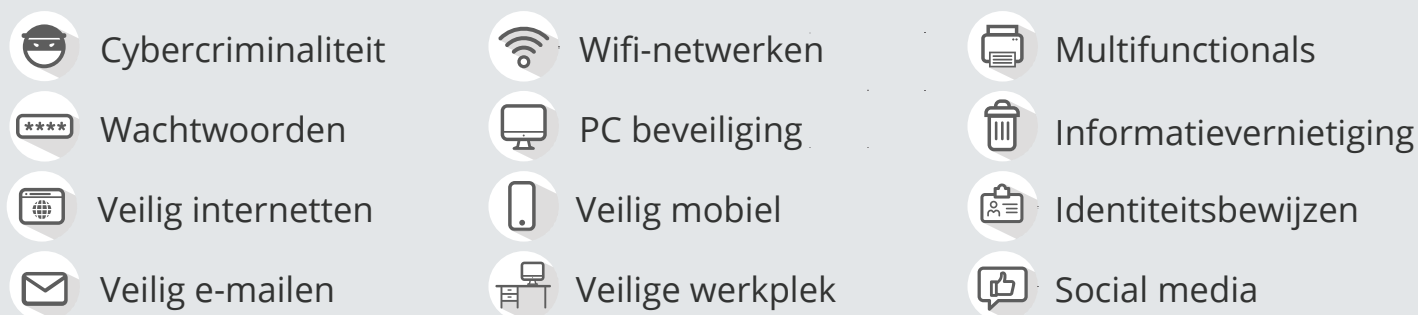 Cybercriminaliteit
Wachtwoorden
Veilig internetten
Veilig e-mailen
Wifi-netwerken
PC beveiliging
Veilig mobiel
Veilige werkplek
Multifunctionals
Informatievernietiging
Identiteitsbewijzen
Social media